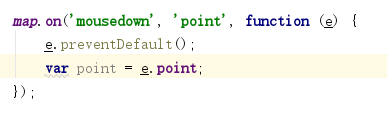 map.on('mousedown', 'point', function (e) {
    e.preventDefault();
    var point = e.point;
});